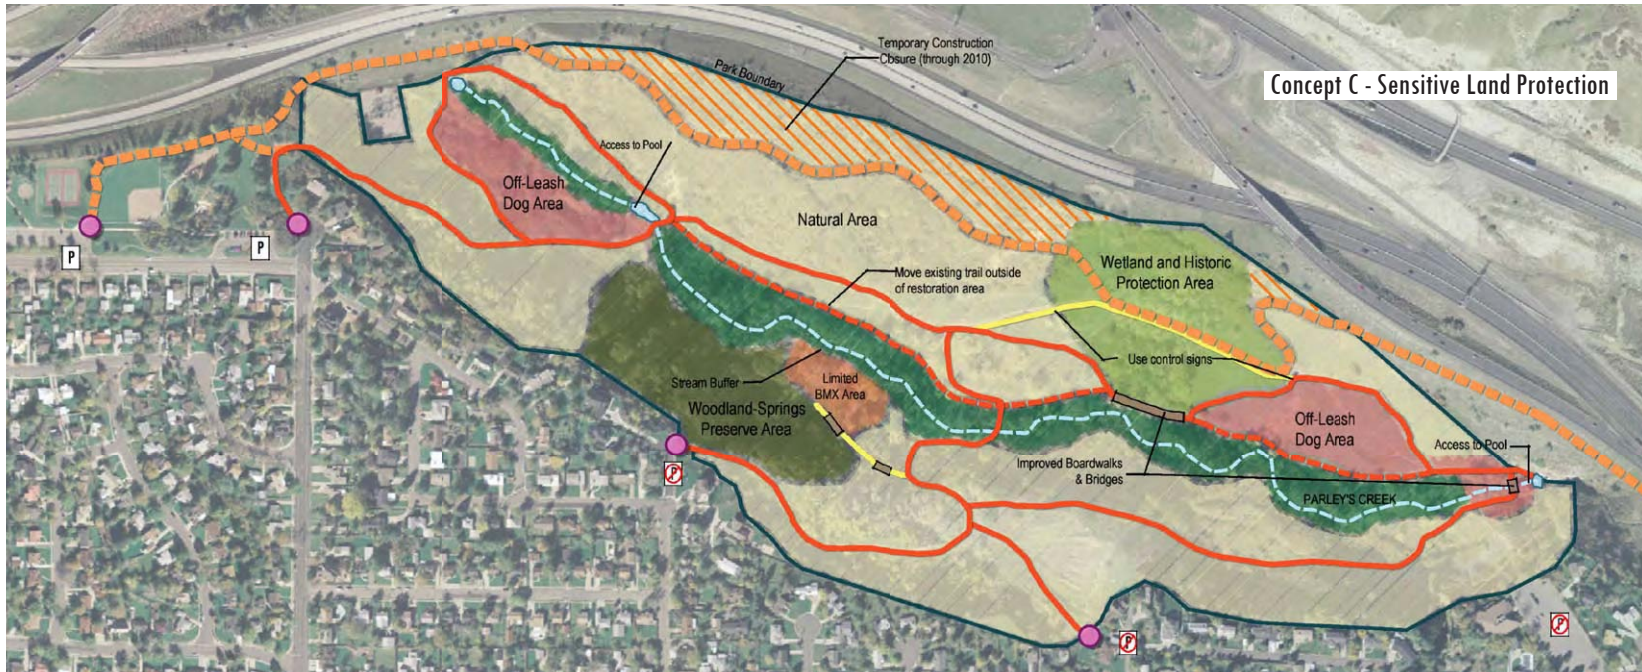 Temporary Construction
Closure (through 2010)
Park Boundary
Concept C - Sensitive Land Protection
Access to Pool
Off-Leash
Dog Area
Natural Area
Wetland and Historic
Protection Area
Move existing trail outside
of restoration area
P
P
Use control signs
Stream Buffer
Limited
BMX Area
Woodland-Springs
Preserve Area
Off-Leash
Dog Area
Access to Pool
Improved Boardwalks
& Bridges
PARLEY'S CREEK
P
P
P